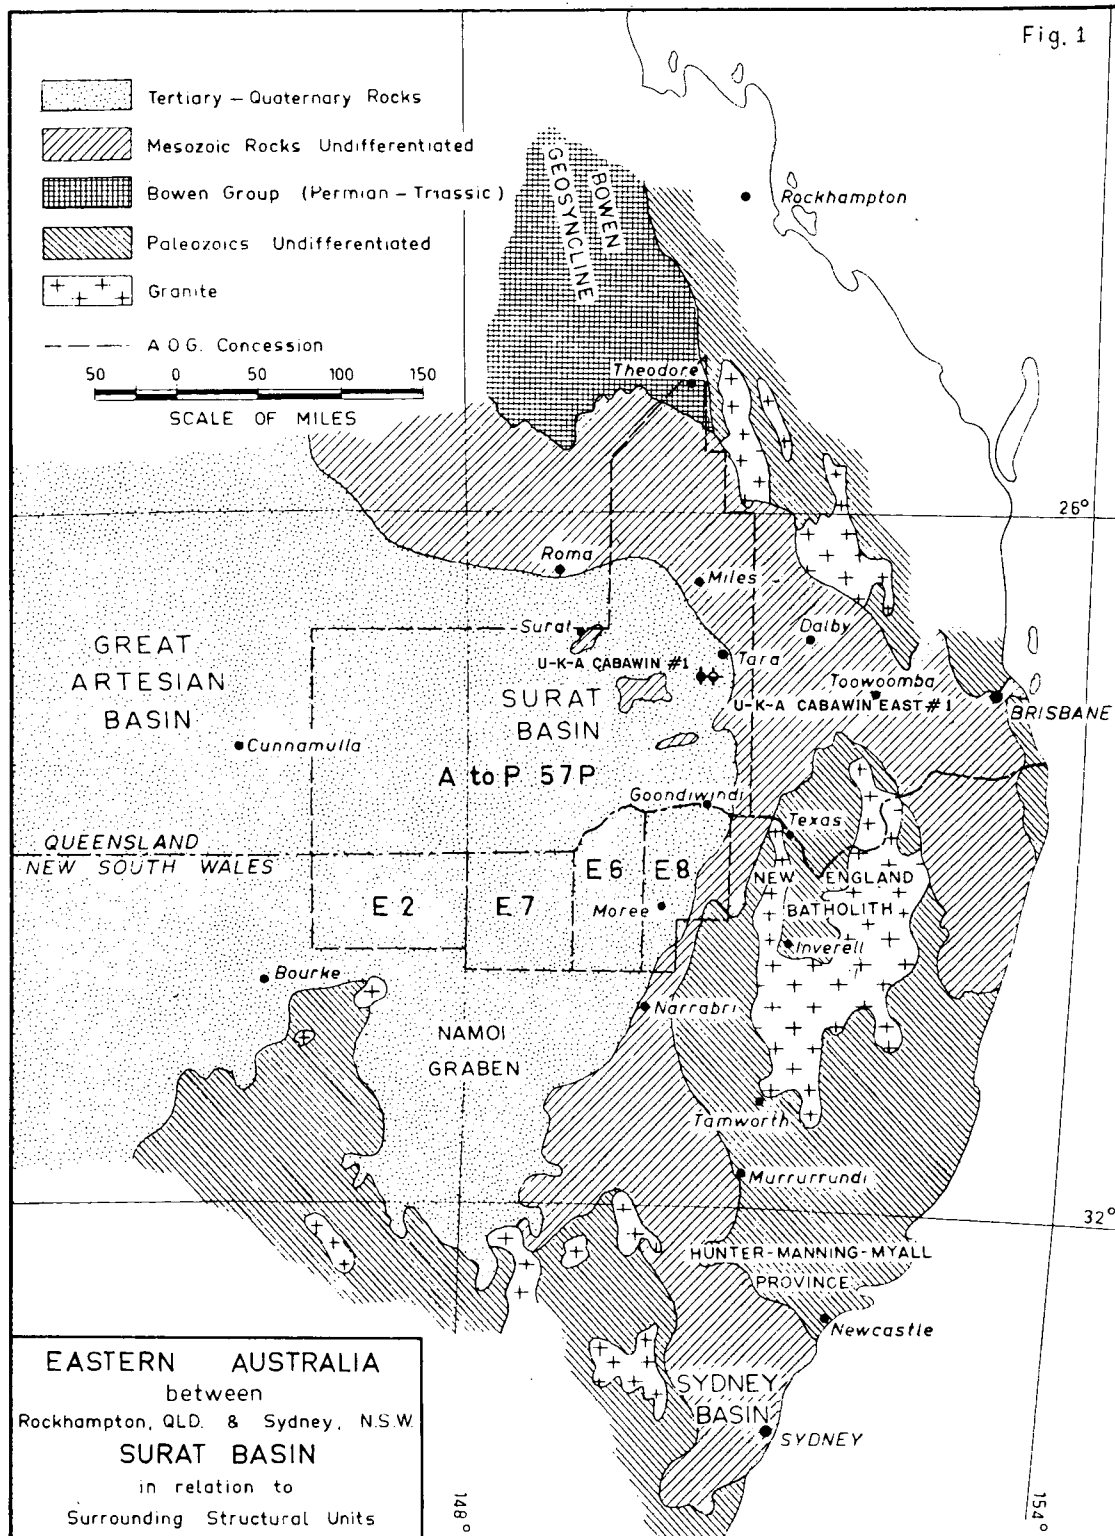 Fig. 1
Tertiary – Quaternary Rocks
Mesozoic Rocks Undifferentiated
Bowen Group (Permian – Triassic)
Paleozoics Undifferentiated
Granite
A.O.G. Concession
50 0 50 100 150
SCALE OF MILES
BOWEN
GEOSYNCLINE
Rockhampton
Theodore
26°
Roma
Miles
Surat
Dalby
U-K-A CABAWIN #1
Tara
GREAT
ARTESIAN
BASIN
SURAT
BASIN
Toowoomba
U-K-A CABAWIN EAST #1
BRISBANE
Cunnamulla
A to P 57P
Goondiwindi
Texas
QUEENSLAND
NEW SOUTH WALES
E 2
E 7
E 6
E 8
NEW ENGLAND
BATHOLITH
Moree
Inverell
Bourke
Narrabri
NAMOI
GRABEN
Tamworth
Murrurrundi
32°
HUNTER-MANNING-MYALL
PROVINCE
Newcastle
SYDNEY
BASIN
SYDNEY
148°
154°
EASTERN AUSTRALIA
between
Rockhampton, QLD. & Sydney, N.S.W.
SURAT BASIN
in relation to
Surrounding Structural Units